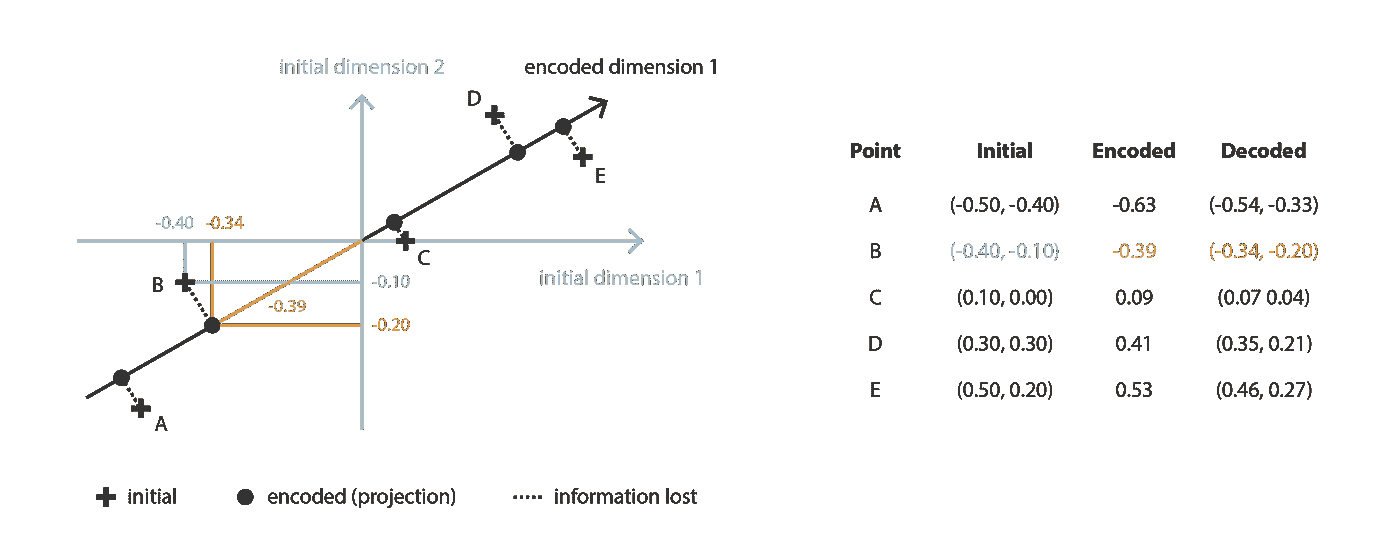 initial dimension 2
encoded dimension 1
D
E
-0.40 -0.34
C
initial dimension 1
B
-0.10
-0.39
-0.20
A
initial
encoded (projection)
information lost
Point Initial Encoded Decoded
A (-0.50, -0.40) -0.63 (-0.54, -0.33)
B (-0.40, -0.10) -0.39 (-0.34, -0.20)
C (0.10, 0.00) 0.09 (0.07 0.04)
D (0.30, 0.30) 0.41 (0.35, 0.21)
E (0.50, 0.20) 0.53 (0.46, 0.27)